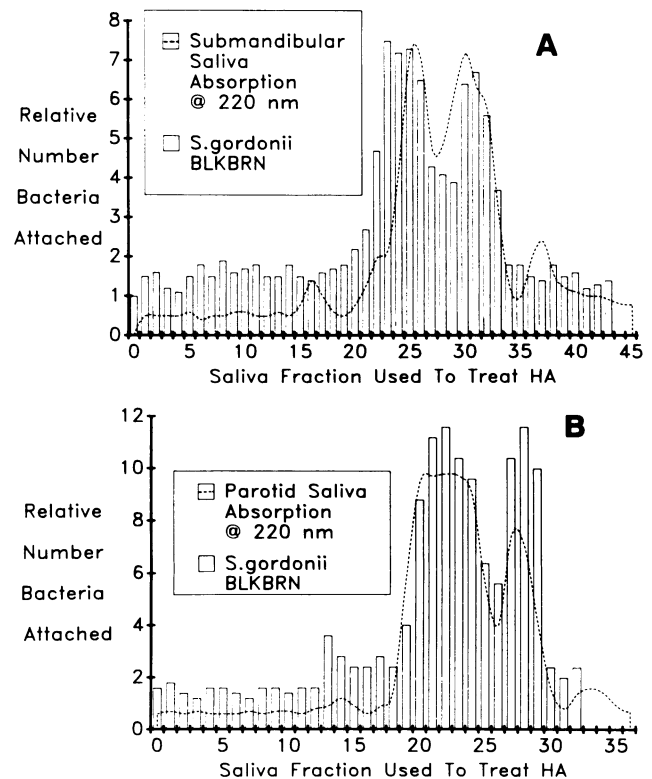 A
8
7
6
5
4
3
2
1
0
Relative
Number
Bacteria
Attached
Submandibular
Saliva
Absorption
@ 220 nm
S.gordonii
BLKBRN
0 5 10 15 20 25 30 35 40 45
Saliva Fraction Used To Treat HA
B
12
10
8
6
4
2
0
Relative
Number
Bacteria
Attached
Parotid Saliva
Absorption
@ 220 nm
S.gordonii
BLKBRN
0 5 10 15 20 25 30 35
Saliva Fraction Used To Treat HA